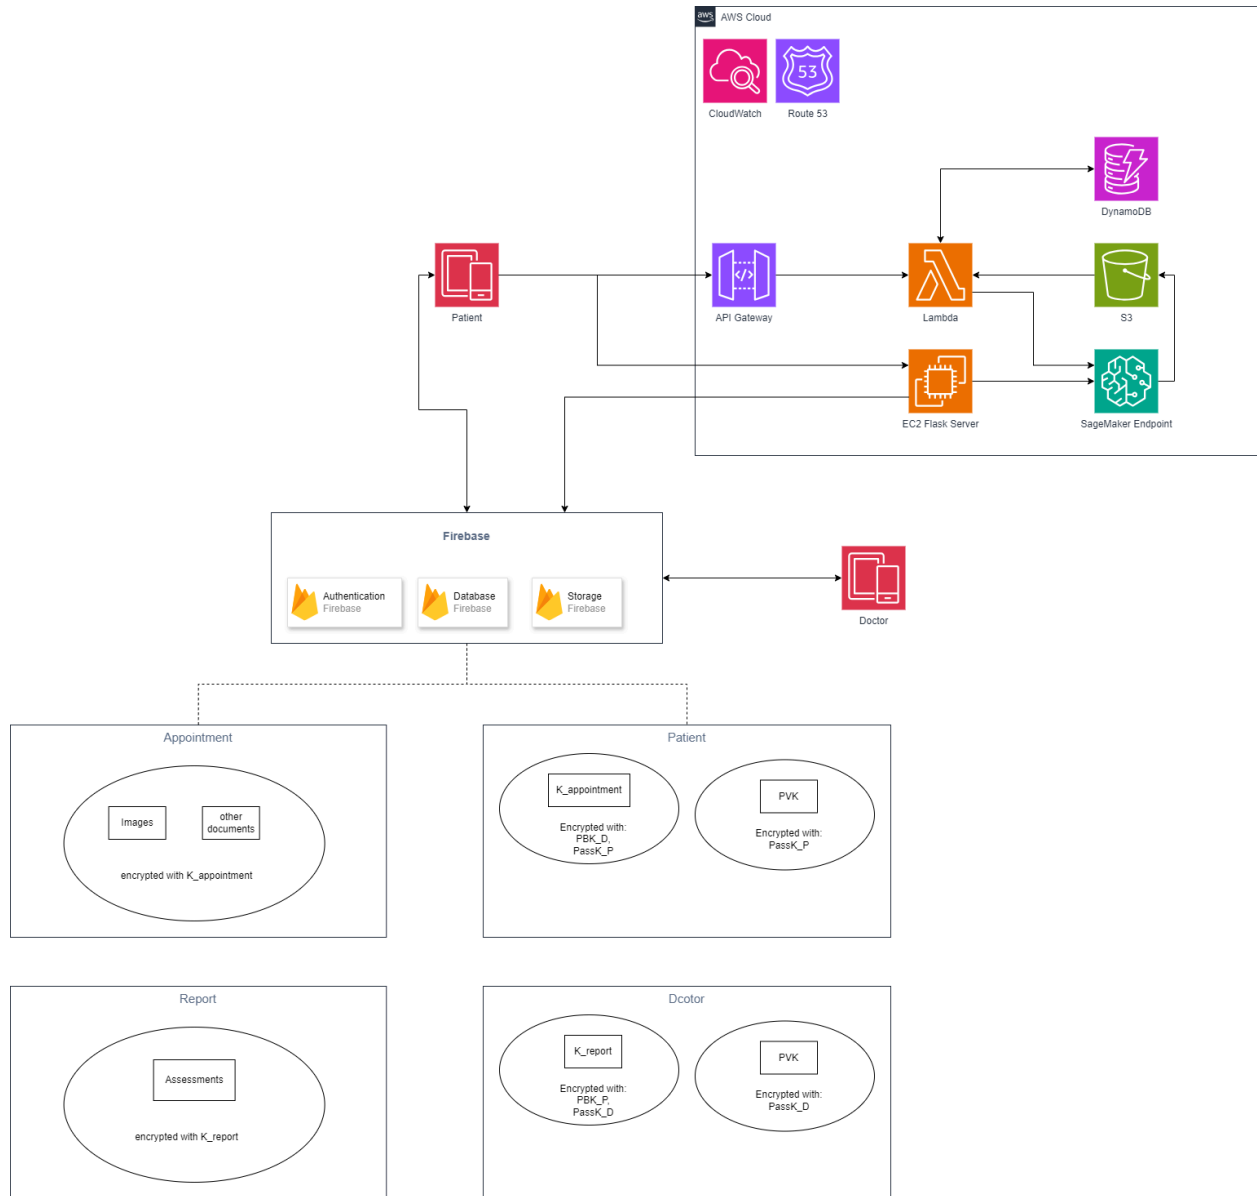 aws
AWS Cloud
53
CloudWatch
Route 53
DynamoDB
</>
Patient
API Gateway
Lambda
S3
EC2 Flask Server
SageMaker Endpoint
Firebase
Authentication
Firebase
Database
Firebase
Storage
Firebase
Doctor
Appointment
Images
other
documents
encrypted with K_appointment
Patient
K_appointment
Encrypted with:
PBK_D,
PassK_P
PVK
Encrypted with:
PassK_P
Report
Assessments
encrypted with K_report
Dcotor
K_report
Encrypted with:
PBK_P,
PassK_D
PVK
Encrypted with:
PassK_D